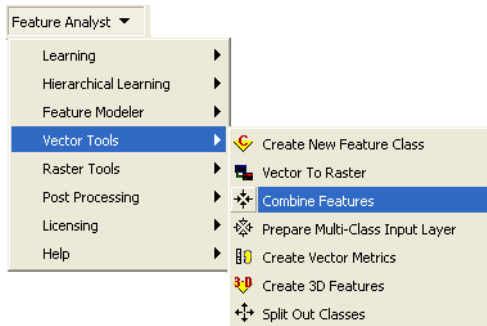 Feature Analyst
Learning
Hierarchical Learning
Feature Modeler
Vector Tools
Raster Tools
Post Processing
Licensing
Help
Create New Feature Class
Vector To Raster
Combine Features
Prepare Multi-Class Input Layer
Create Vector Metrics
3-D Create 3D Features
Split Out Classes